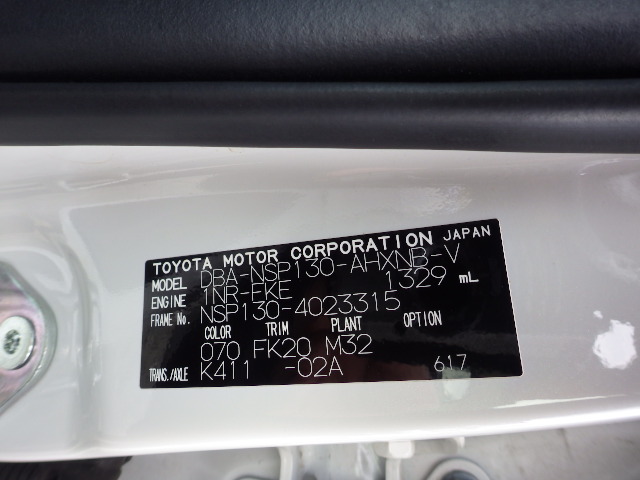 TOYOTA MOTOR CORPORATION JAPAN
MODEL DBA-NSP130-AHXNB-V
ENGINE 1NR-FKE 1329 mL
FRAME No. NSP130-4023315
COLOR TRIM PLANT OPTION
070 FK20 M32
TRANS./AXLE K411 -02A 617